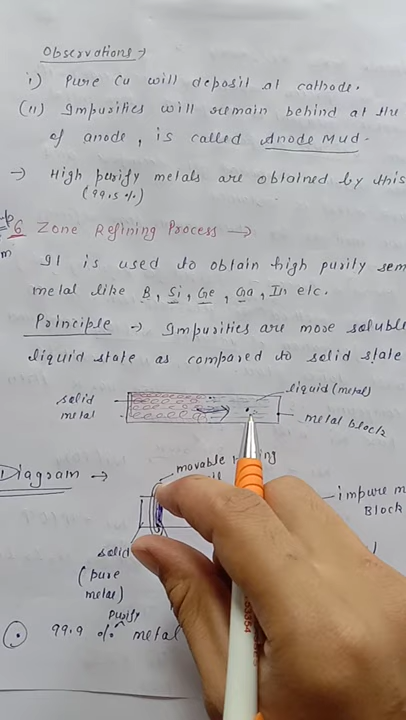 Observations →
i) Pure Cu will deposit at cathode.
(ii) Impurities will remain behind at the
of anode, is called Anode Mud.
→ High purify metals are obtained by this
(99.5 %)
6 Zone Refining Process →
It is used to obtain high purity sem
metal like B, Si, Ge, Ga, In etc.
Principle → Impurities are more soluble
liquid state as compared to solid state
solid metal
liquid (metal)
metal block
Diagram →
movable
impure m
Block
solid
(pure
metal)
purify
99.9 % metal